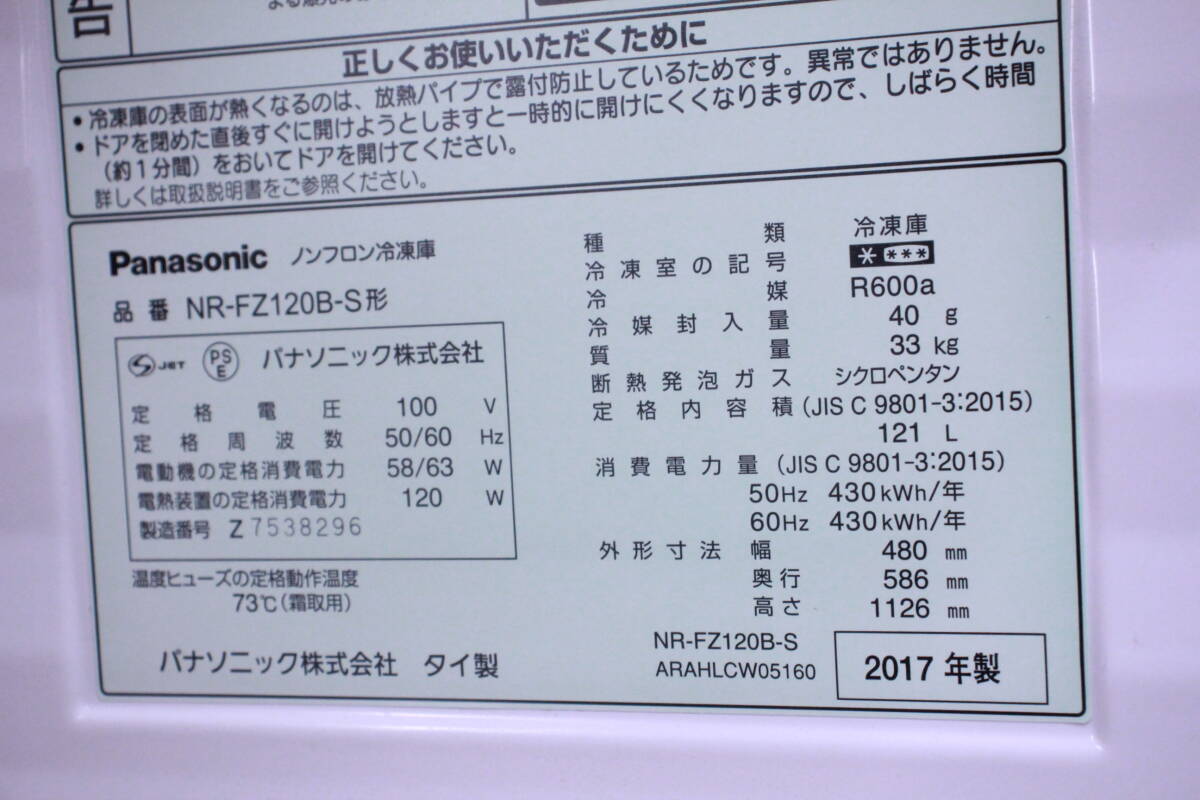 告
正しくお使いいただくために
・冷凍庫の表面が熱くなるのは、放熱パイプで露付防止しているためです。異常ではありません。
・ドアを閉めた直後すぐに開けようとしますと一時的に開けにくくなりますので、しばらく時間
（約1分間）をおいてドアを開けてください。
詳しくは取扱説明書をご参照ください。
Panasonic ノンフロン冷凍庫
品番 NR-FZ120B-S形
JET PSE パナソニック株式会社
定格電圧 100 V
定格周波数 50/60 Hz
電動機の定格消費電力 58/63 W
電熱装置の定格消費電力 120 W
製造番号 Z 7538296
温度ヒューズの定格動作温度
73℃(霜取用)
パナソニック株式会社 タイ製
種類 冷凍庫
冷凍室の記号 * ***
冷媒 R600a
冷媒封入量 40 g
質量 33 kg
断熱発泡ガス シクロペンタン
定格内容積 (JIS C 9801-3:2015)
121 L
消費電力量 (JIS C 9801-3:2015)
50Hz 430kWh/年
60Hz 430kWh/年
外形寸法 幅 480 mm
奥行 586 mm
高さ 1126 mm
NR-FZ120B-S
ARAHLCW05160
2017 年製